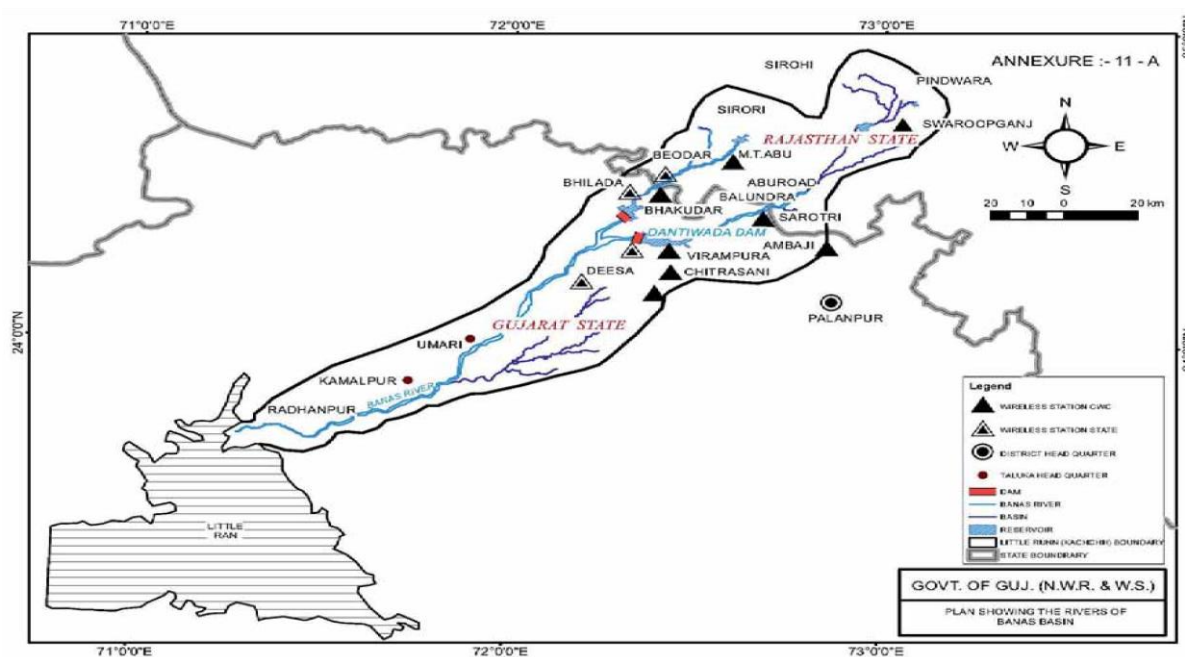 71°0'0"E
72°0'0"E
73°0'0"E
ANNEXURE :- 11 - A
SIROHI
PINDWARA
SIRORI
SWAROOPGANJ
RAJASTHAN STATE
N
W
E
S
BEODAR
M.T.ABU
BHILADA
ABUROAD
BALUNDRA
BHAKUDAR
SAROTRI
20 10 0 20 km
DANTIWADA DAM
AMBAJI
VIRAMPURA
DEESA
CHITRASANI
PALANPUR
24°0'0"N
GUJARAT STATE
UMARI
KAMALPUR
BANAS RIVER
RADHANPUR
LITTLE
RAN
Legend
WIRELESS STATION CWC
WIRELESS STATION STATE
DISTRICT HEAD QUARTER
TALUKA HEAD QUARTER
DAM
BANAS RIVER
BASIN
RESERVOIR
LITTLE RUHN (KACHCHH) BOUNDARY
STATE BOUNDRARY
GOVT. OF GUJ. (N.W.R. & W.S.)
PLAN SHOWING THE RIVERS OF
BANAS BASIN
71°0'0"E
72°0'0"E
73°0'0"E